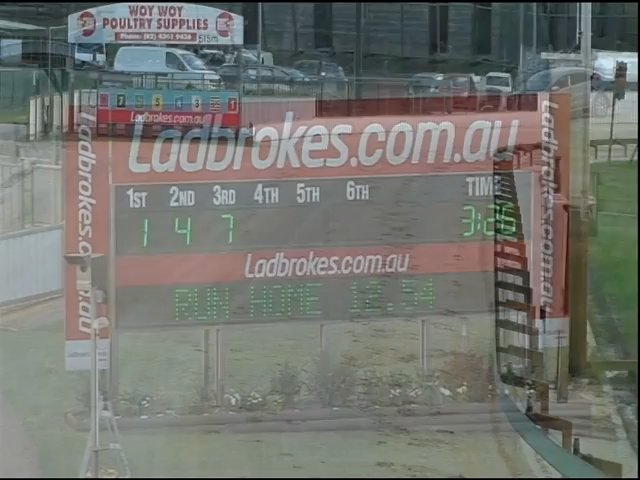 WOY WOY
POULTRY SUPPLIES
515m
Ladbrokes.com.au
Ladbrokes.com.au
1ST 2ND 3RD 4TH 5TH 6TH TIME
1 4 7
Ladbrokes.com.au
RUN HOME 12.54
Ladbrokes.com.au
Ladbrokes.com.au